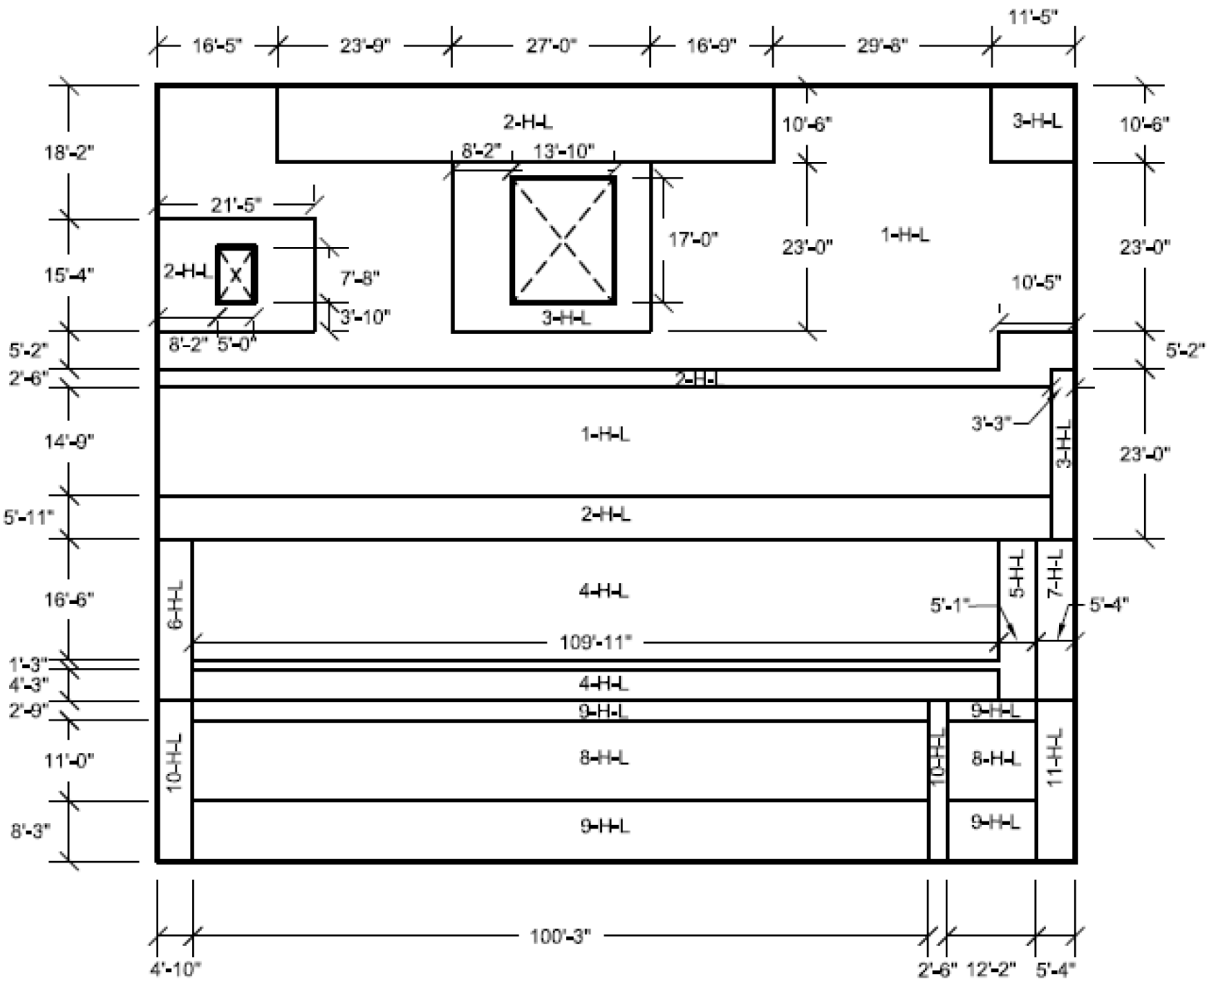 11'-5"
16'-5" 23'-9" 27'-0" 16'-9" 29'-8"
2-H-L 10'-6" 3-H-L 10'-6"
18'-2" 8'-2" 13'-10"
21'-5"
17'-0" 23'-0" 1-H-L 23'-0"
15'-4" 2-H-L X 7'-8" 10'-5"
3'-10" 3-H-L
5'-2" 8'-2" 5'-0" 5'-2"
2'-6" 2-H-L
14'-9" 1-H-L 3'-3" 3-H-L 23'-0"
5'-11" 2-H-L
16'-6" 6-H-L 4-H-L 5-H-L 7-H-L
5'-1" 5'-4"
109'-11"
1'-3"
4'-3" 4-H-L
2'-9" 9-H-L 9-H-L
11'-0" 10-H-L 8-H-L 10-H-L 8-H-L 11-H-L
8'-3" 9-H-L 9-H-L
100'-3"
4'-10" 2'-6" 12'-2" 5'-4"